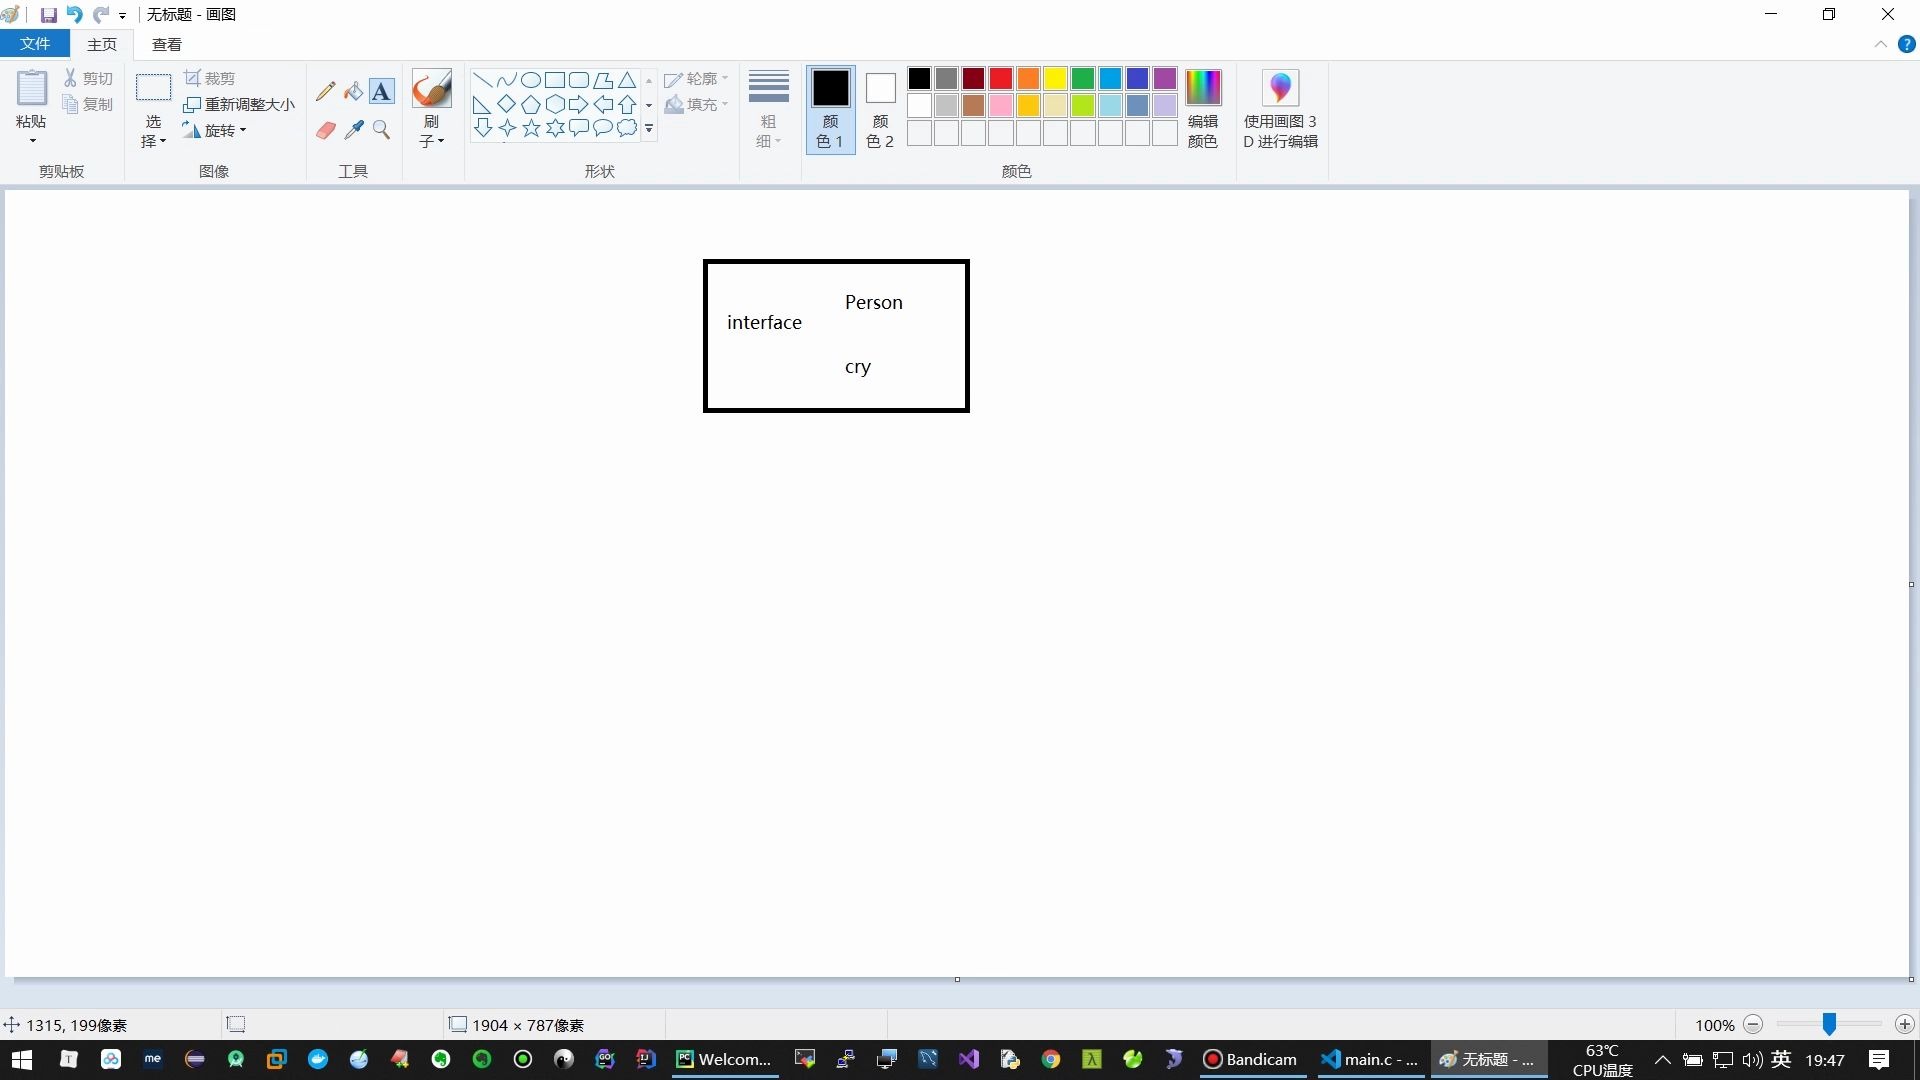 无标题 - 画图
文件 主页 查看
粘贴
剪切
复制
剪贴板
选
择
裁剪
重新调整大小
旋转
图像
A
工具
刷
子
形状
轮廓
填充
粗
细
颜
色 1
颜
色 2
编辑
颜色
颜色
使用画图 3
D 进行编辑
Person
interface
cry
1315, 199像素
1904 × 787像素
100%
T
me
GO
IJ
PC
Welcom...
λ
Bandicam
main.c - ...
无标题 - ...
63℃
CPU温度
英
19:47